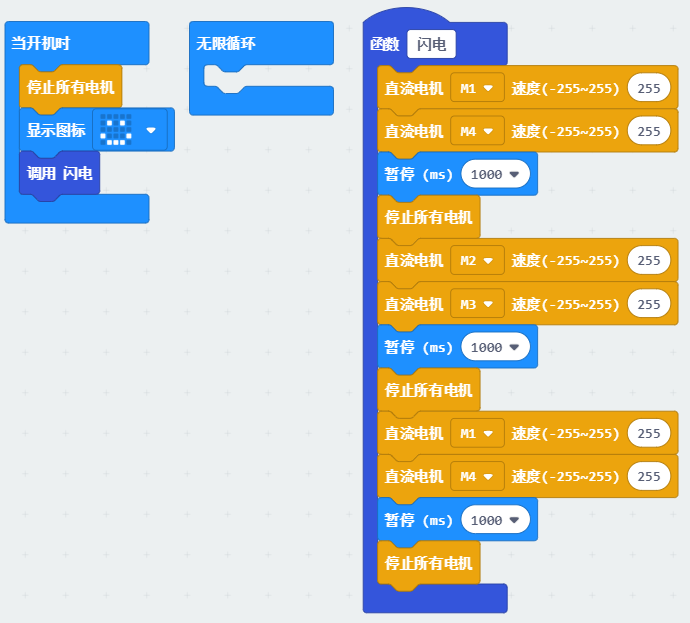 当开机时
停止所有电机
显示图标
调用 闪电
无限循环
函数 闪电
直流电机 M1 速度(-255~255) 255
直流电机 M4 速度(-255~255) 255
暂停 (ms) 1000
停止所有电机
直流电机 M2 速度(-255~255) 255
直流电机 M3 速度(-255~255) 255
暂停 (ms) 1000
停止所有电机
直流电机 M1 速度(-255~255) 255
直流电机 M4 速度(-255~255) 255
暂停 (ms) 1000
停止所有电机